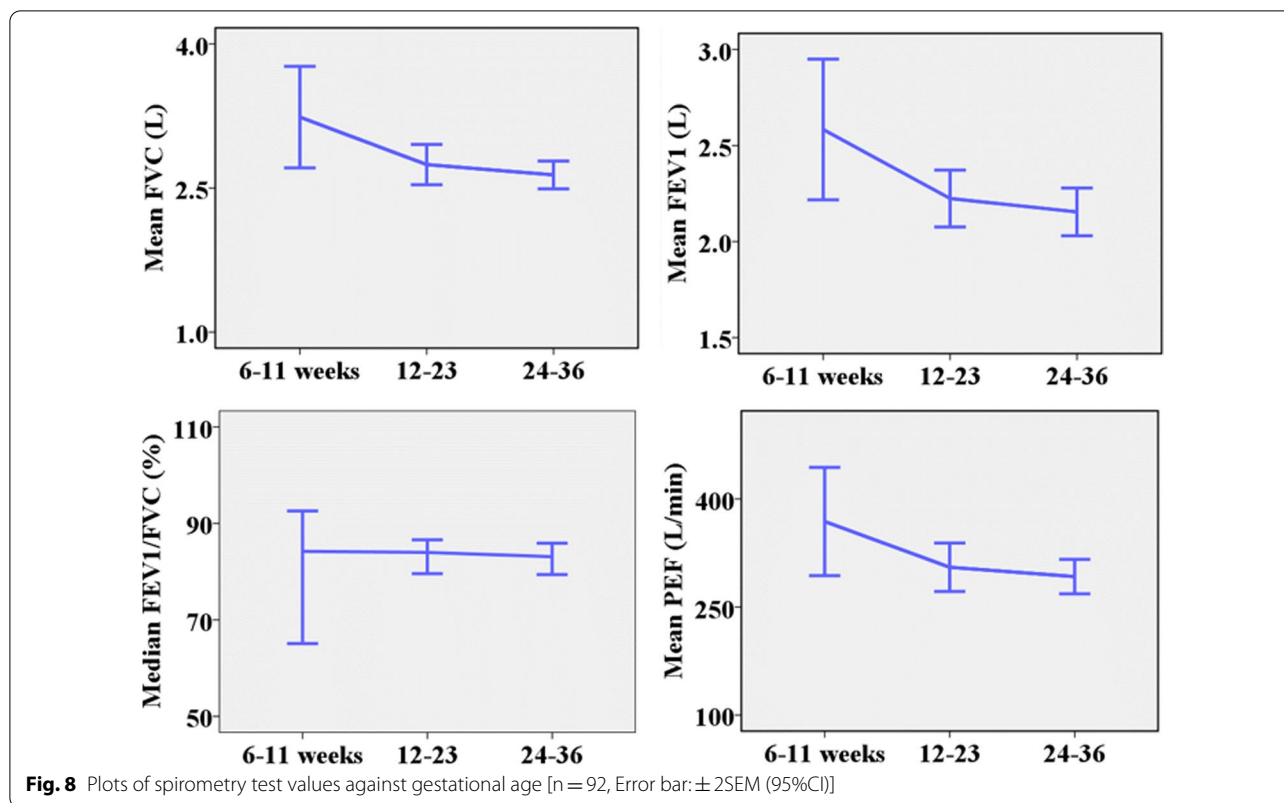 Mean FVC (L)
4.0
2.5
1.0
6-11 weeks 12-23 24-36
Mean FEV1 (L)
3.0
2.5
2.0
1.5
6-11 weeks 12-23 24-36
Median FEV1/FVC (%)
110
90
70
50
6-11 weeks 12-23 24-36
Mean PEF (L/min)
400
250
100
6-11 weeks 12-23 24-36
Fig. 8 Plots of spirometry test values against gestational age [n = 92, Error bar: ± 2SEM (95%CI)]